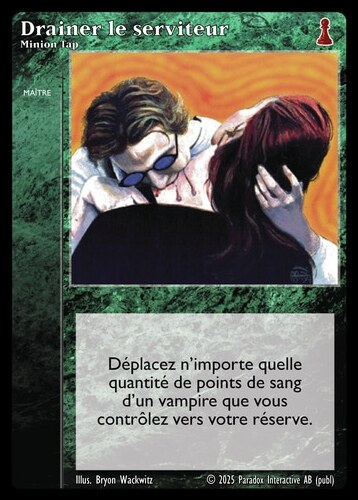 Drainer le serviteur
Minion Tap
MAÎTRE
Déplacez n'importe quelle
quantité de points de sang
d'un vampire que vous
contrôlez vers votre réserve.
Illus. Bryon Wackwitz © 2025 Paradox Interactive AB (publ)